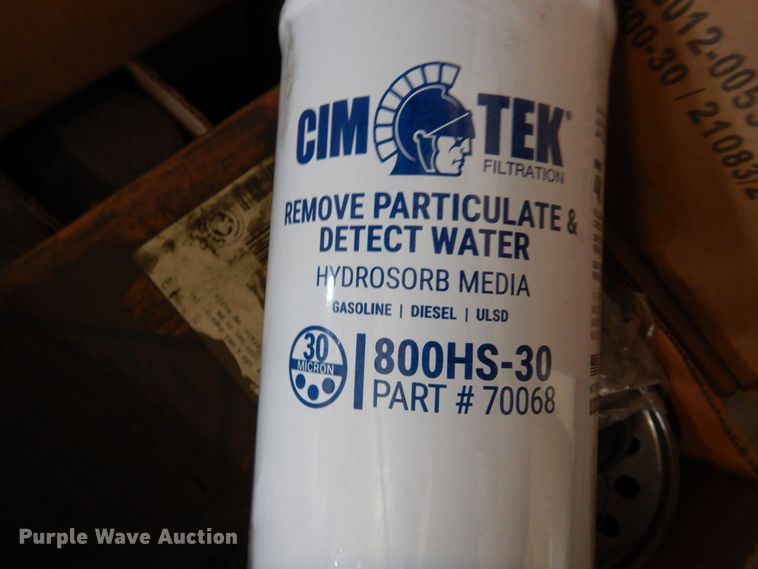 CIM TEK®
FILTRATION
REMOVE PARTICULATE &
DETECT WATER
HYDROSORB MEDIA
GASOLINE | DIESEL | ULSD
30
MICRON
800HS-30
PART # 70068
Purple Wave Auction